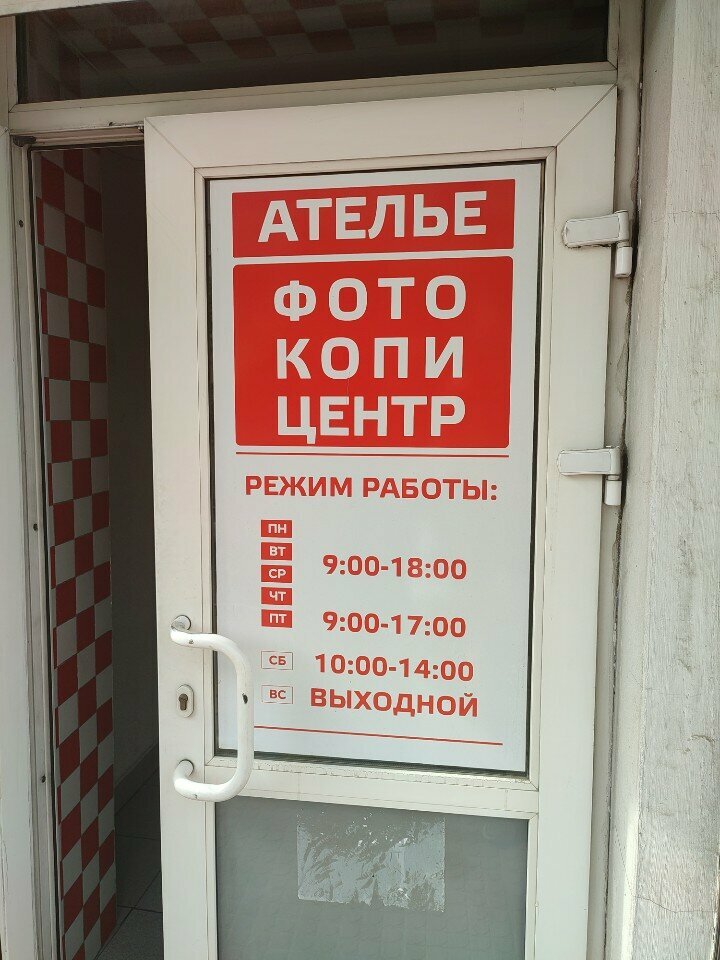 АТЕЛЬЕ
ФОТО
КОПИ
ЦЕНТР
РЕЖИМ РАБОТЫ:
ПН
ВТ
СР 9:00-18:00
ЧТ
ПТ 9:00-17:00
СБ 10:00-14:00
ВС ВЫХОДНОЙ